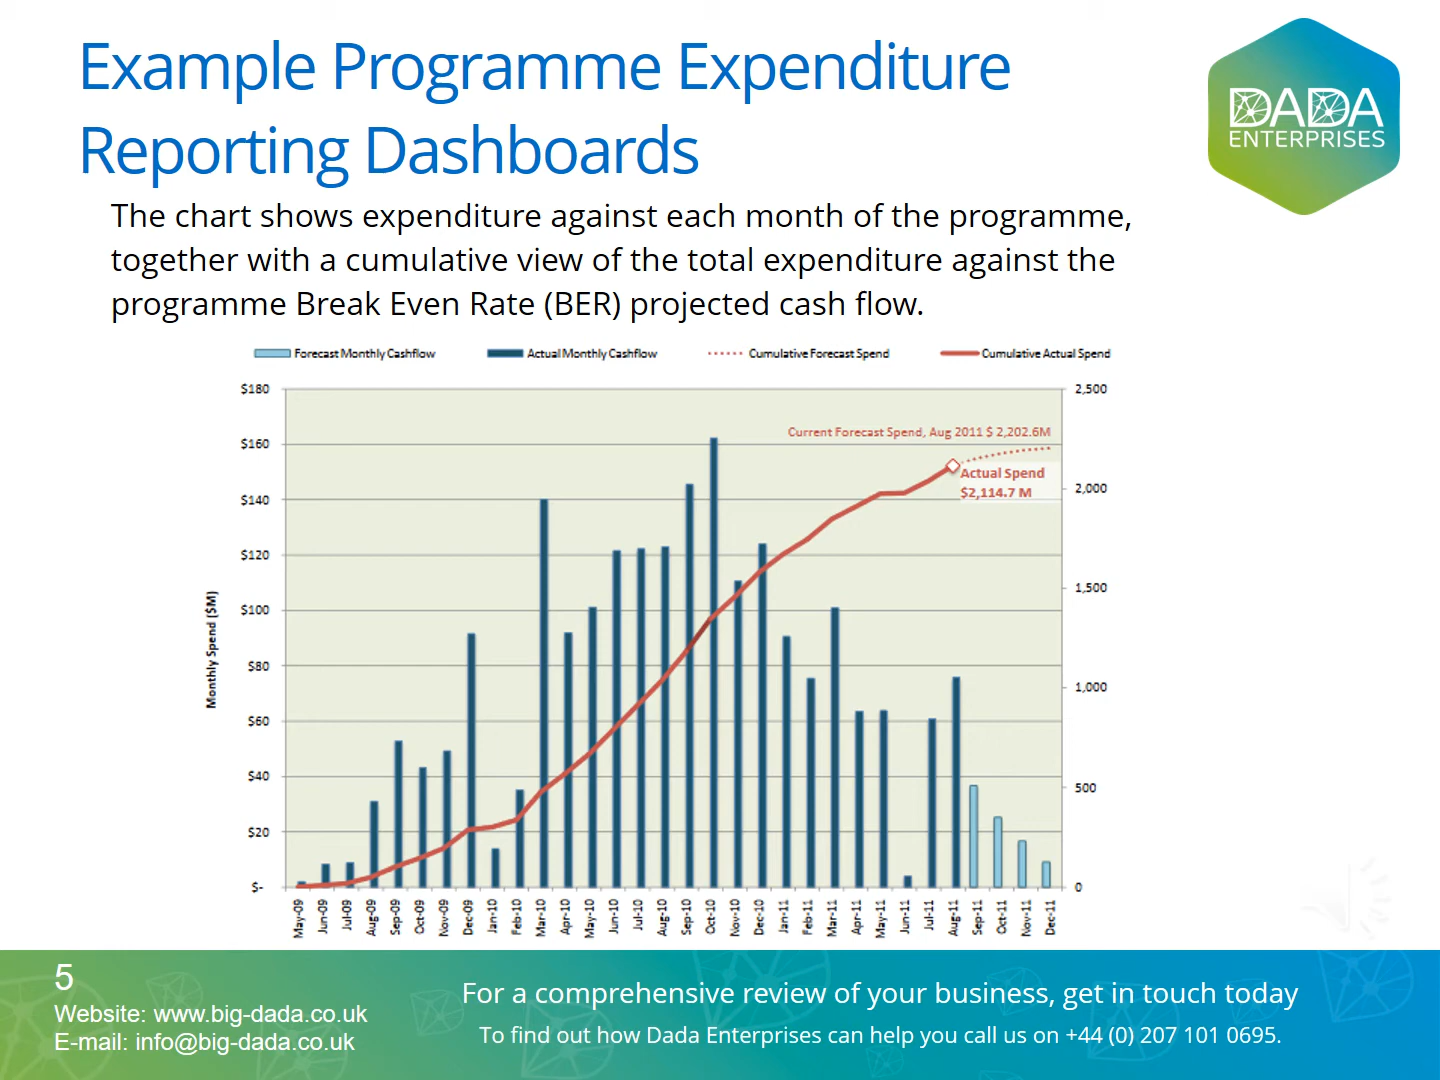 Example Programme Expenditure
Reporting Dashboards
DADA
ENTERPRISES
The chart shows expenditure against each month of the programme,
together with a cumulative view of the total expenditure against the
programme Break Even Rate (BER) projected cash flow.
Forecast Monthly Cashflow Actual Monthly Cashflow Cumulative Forecast Spend Cumulative Actual Spend
$180 2,500
Current Forecast Spend, Aug 2011 $ 2,202.6M
$160
Actual Spend
$2,114.7 M
$140 2,000
$120
1,500
$100
Monthly Spend ($M)
$80
1,000
$60
$40
500
$20
$- 0
May-09 Jun-09 Jul-09 Aug-09 Sep-09 Oct-09 Nov-09 Dec-09 Jan-10 Feb-10 Mar-10 Apr-10 May-10 Jun-10 Jul-10 Aug-10 Sep-10 Oct-10 Nov-10 Dec-10 Jan-11 Feb-11 Mar-11 Apr-11 May-11 Jun-11 Jul-11 Aug-11 Sep-11 Oct-11 Nov-11 Dec-11
5
Website: www.big-dada.co.uk
E-mail: info@big-dada.co.uk
For a comprehensive review of your business, get in touch today
To find out how Dada Enterprises can help you call us on +44 (0) 207 101 0695.